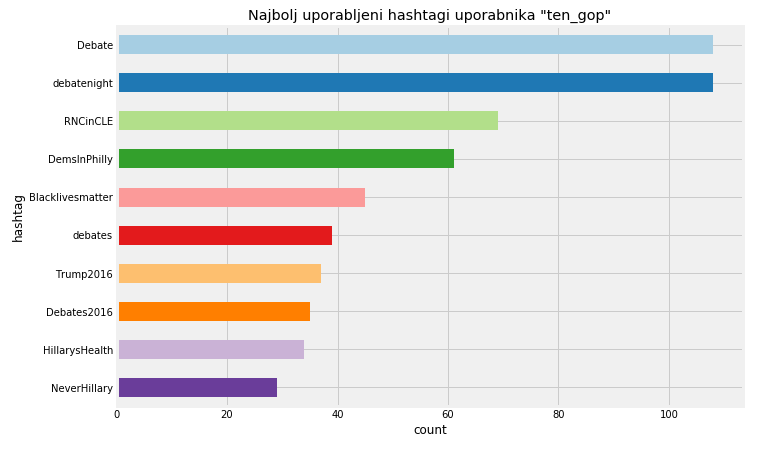 Najbolj uporabljeni hashtagi uporabnika "ten_gop"
Debate
debatenight
RNCinCLE
DemsInPhilly
Blacklivesmatter
debates
Trump2016
Debates2016
HillarysHealth
NeverHillary
hashtag
0 20 40 60 80 100
count